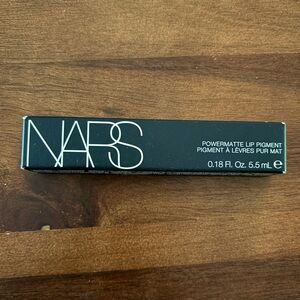 NARS
POWERMATTE LIP PIGMENT
PIGMENT À LÈVRES PUR MAT
0.18 Fl. Oz. 5.5 mL ℮